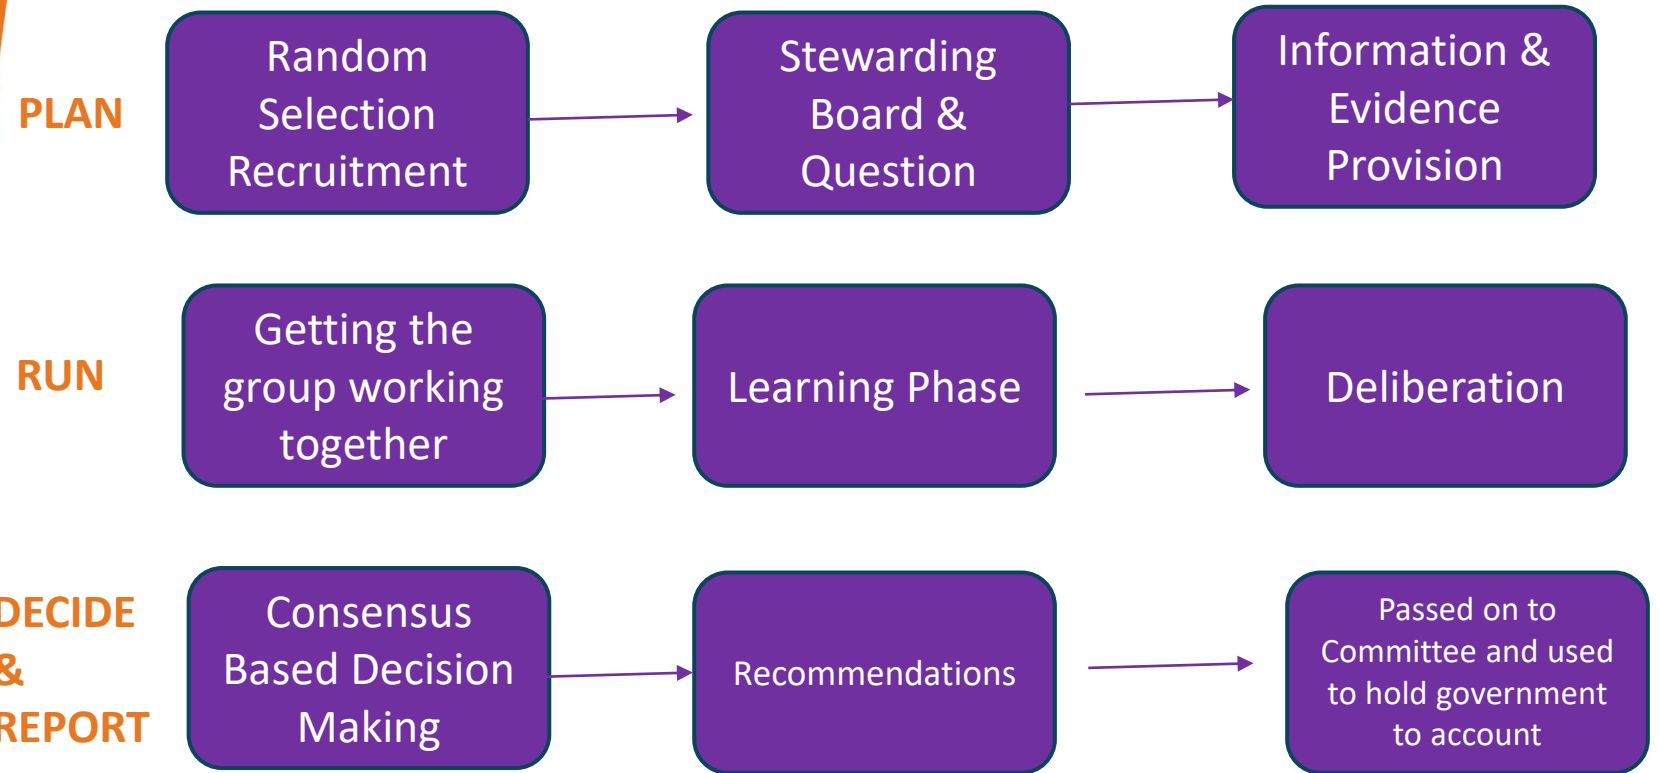 PLAN
Random
Selection
Recruitment
Stewarding
Board &
Question
Information &
Evidence
Provision
RUN
Getting the
group working
together
Learning Phase
Deliberation
DECIDE
&
REPORT
Consensus
Based Decision
Making
Recommendations
Passed on to
Committee and used
to hold government
to account